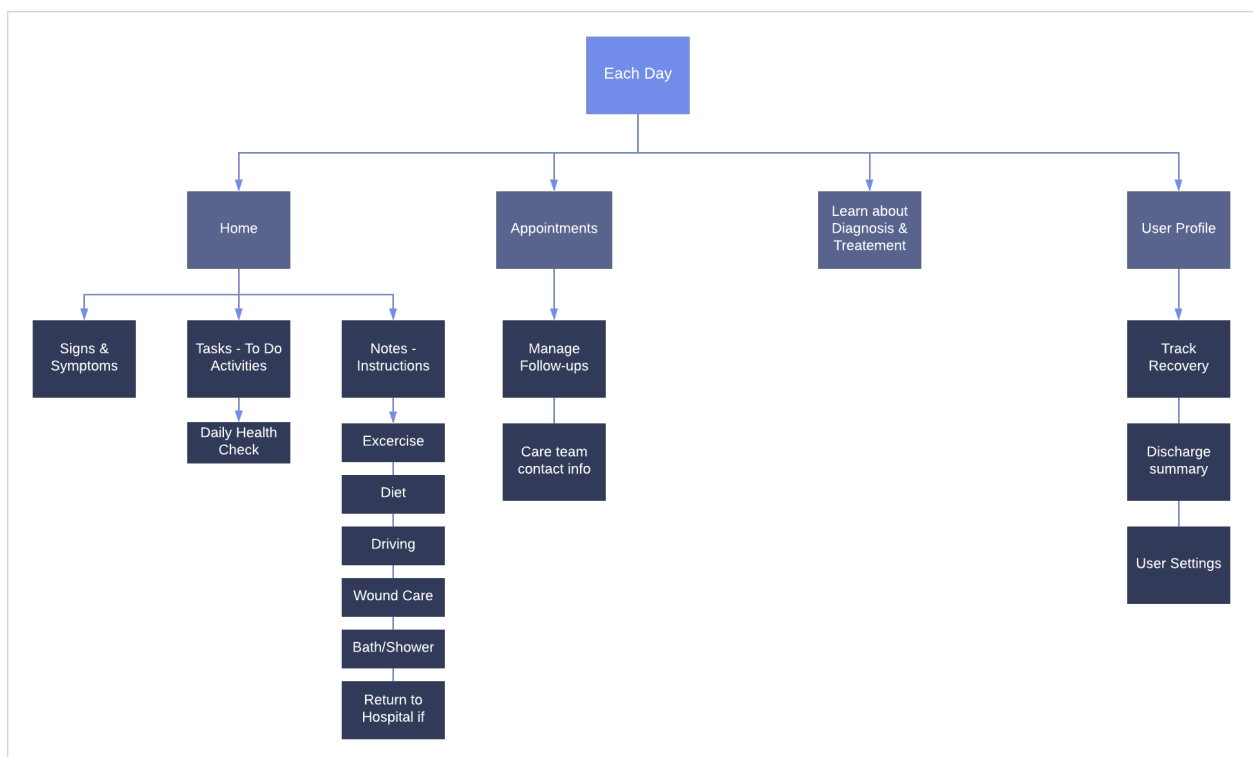 Each Day
Home
Appointments
Learn about
Diagnosis &
Treatement
User Profile
Signs &
Symptoms
Tasks - To Do
Activities
Notes -
Instructions
Manage
Follow-ups
Track
Recovery
Daily Health
Check
Excercise
Diet
Driving
Wound Care
Bath/Shower
Return to
Hospital if
Care team
contact info
Discharge
summary
User Settings